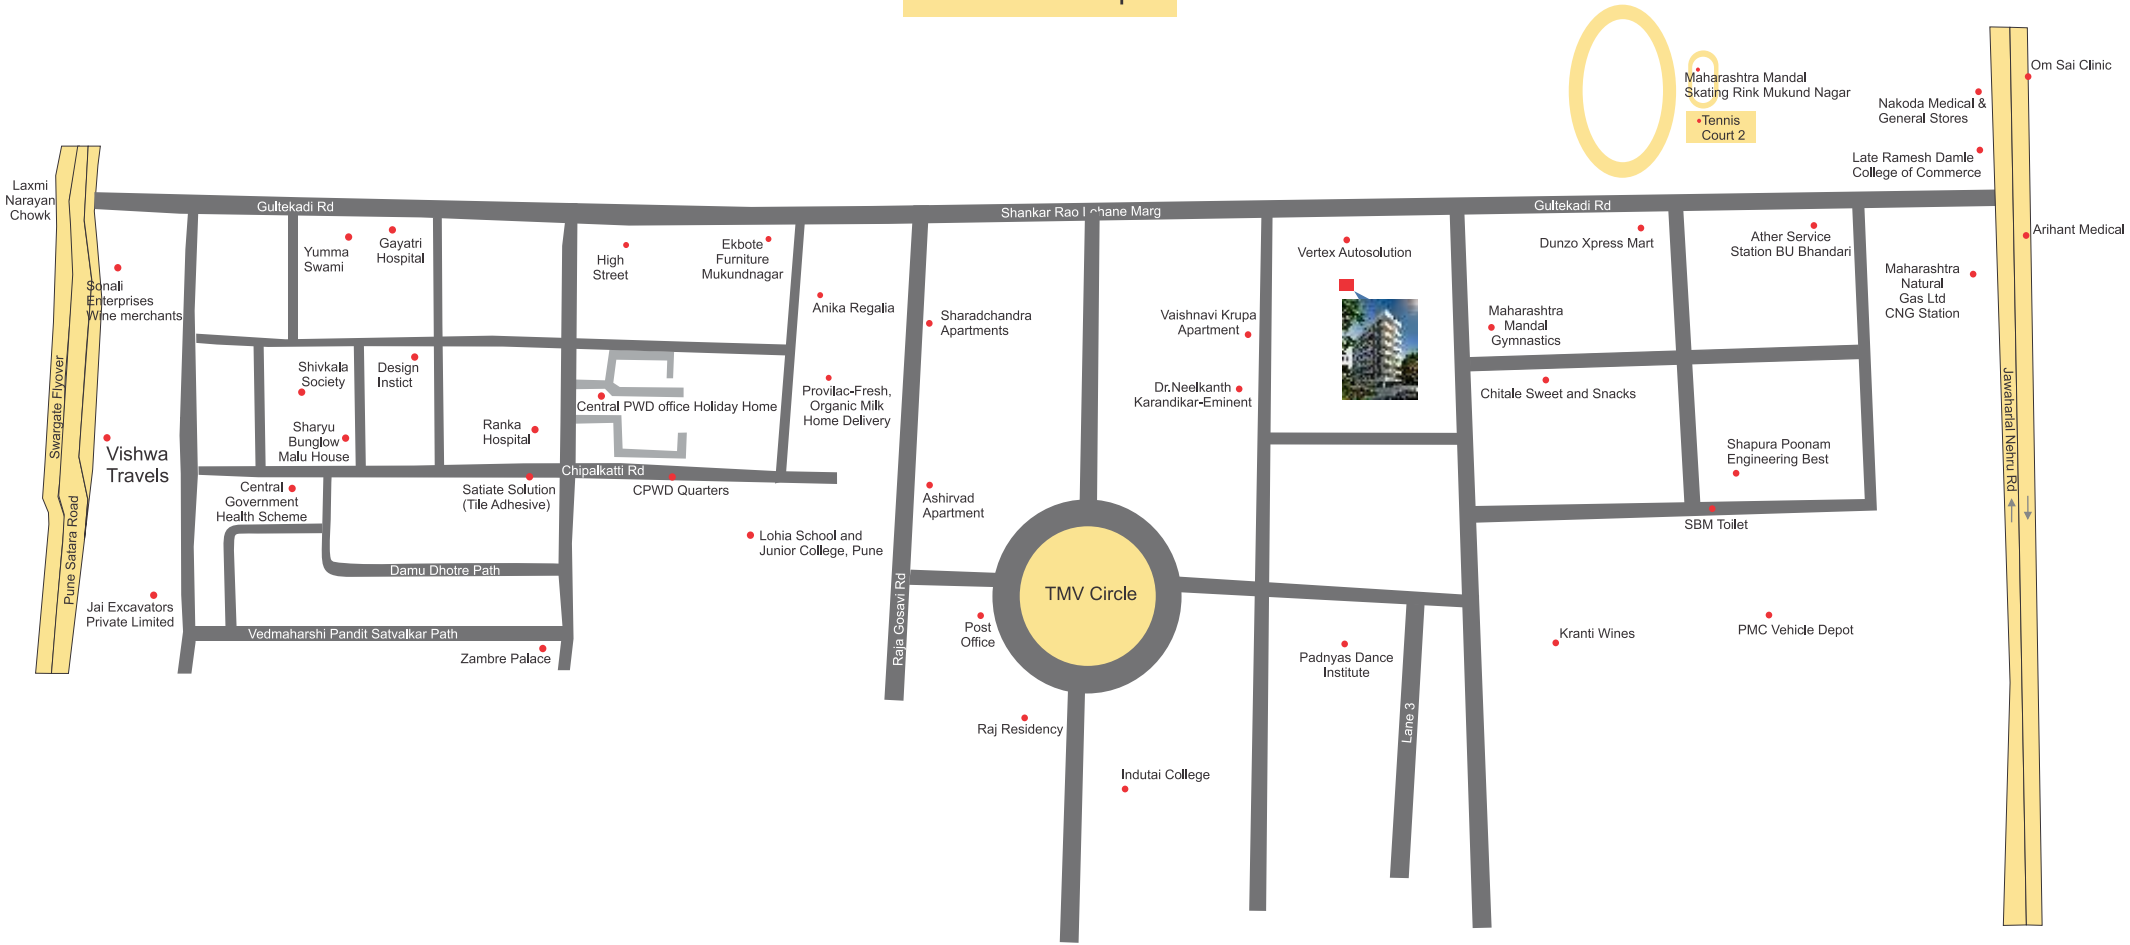 Om Sai Clinic
Maharashtra Mandal
Skating Rink Mukund Nagar
Nakoda Medical &
General Stores
Tennis
Court 2
Late Ramesh Damle
College of Commerce
Laxmi
Narayan
Chowk
Gultekadi Rd
Shankar Rao Lohane Marg
Gultekadi Rd
Arihant Medical
Yumma
Swami
Gayatri
Hospital
High
Street
Ekbote
Furniture
Mukundnagar
Vertex Autosolution
Dunzo Xpress Mart
Ather Service
Station BU Bhandari
Sonali
Enterprises
Wine merchants
Anika Regalia
Sharadchandra
Apartments
Vaishnavi Krupa
Apartment
Maharashtra
Mandal
Gymnastics
Maharashtra
Natural
Gas Ltd
CNG Station
Swargate Flyover
Shivkala
Society
Design
Instict
Central PWD office Holiday Home
Provilac-Fresh,
Organic Milk
Home Delivery
Dr.Neelkanth
Karandikar-Eminent
Chitale Sweet and Snacks
Jawaharlal Nehru Rd
Sharyu
Bunglow
Malu House
Ranka
Hospital
Vishwa
Travels
Shapura Poonam
Engineering Best
Chipalkatti Rd
Central
Government
Health Scheme
Satiate Solution
(Tile Adhesive)
CPWD Quarters
Ashirvad
Apartment
SBM Toilet
Pune Satara Road
Lohia School and
Junior College, Pune
Damu Dhotre Path
Raja Gosavi Rd
TMV Circle
Jai Excavators
Private Limited
Vedmaharshi Pandit Satvalkar Path
Zambre Palace
Post
Office
Padnyas Dance
Institute
Kranti Wines
PMC Vehicle Depot
Raj Residency
Lane 3
Indutai College